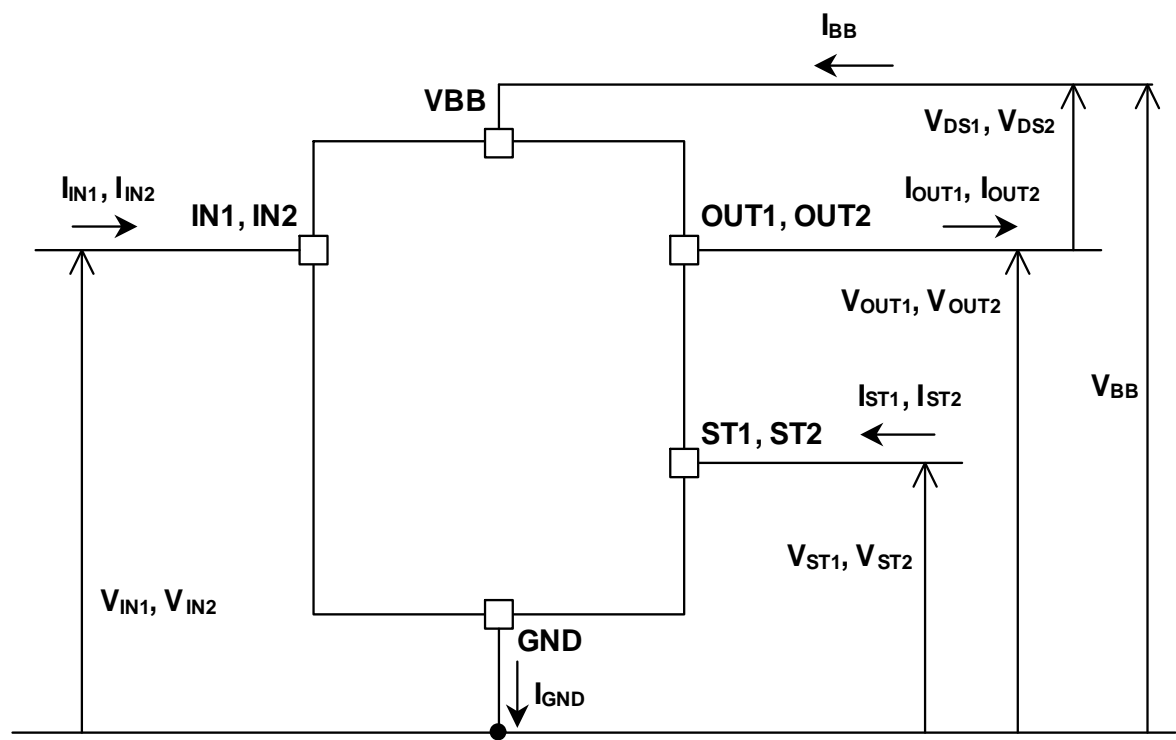 IBB
VBB
VDS1, VDS2
IIN1, IIN2
IOUT1, IOUT2
IN1, IN2
OUT1, OUT2
VOUT1, VOUT2
VBB
IST1, IST2
ST1, ST2
VST1, VST2
VIN1, VIN2
GND
IGND